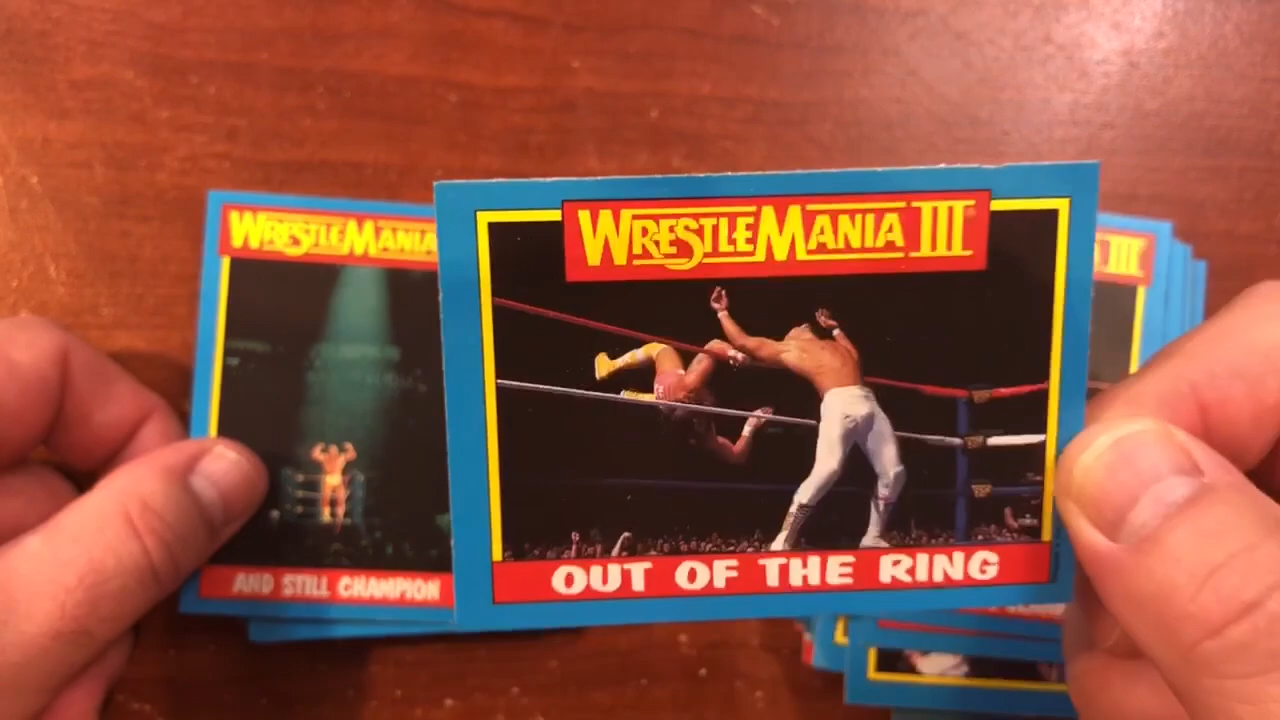 WRESTLEMANIA
AND STILL CHAMPION
WRESTLEMANIA III
OUT OF THE RING
III